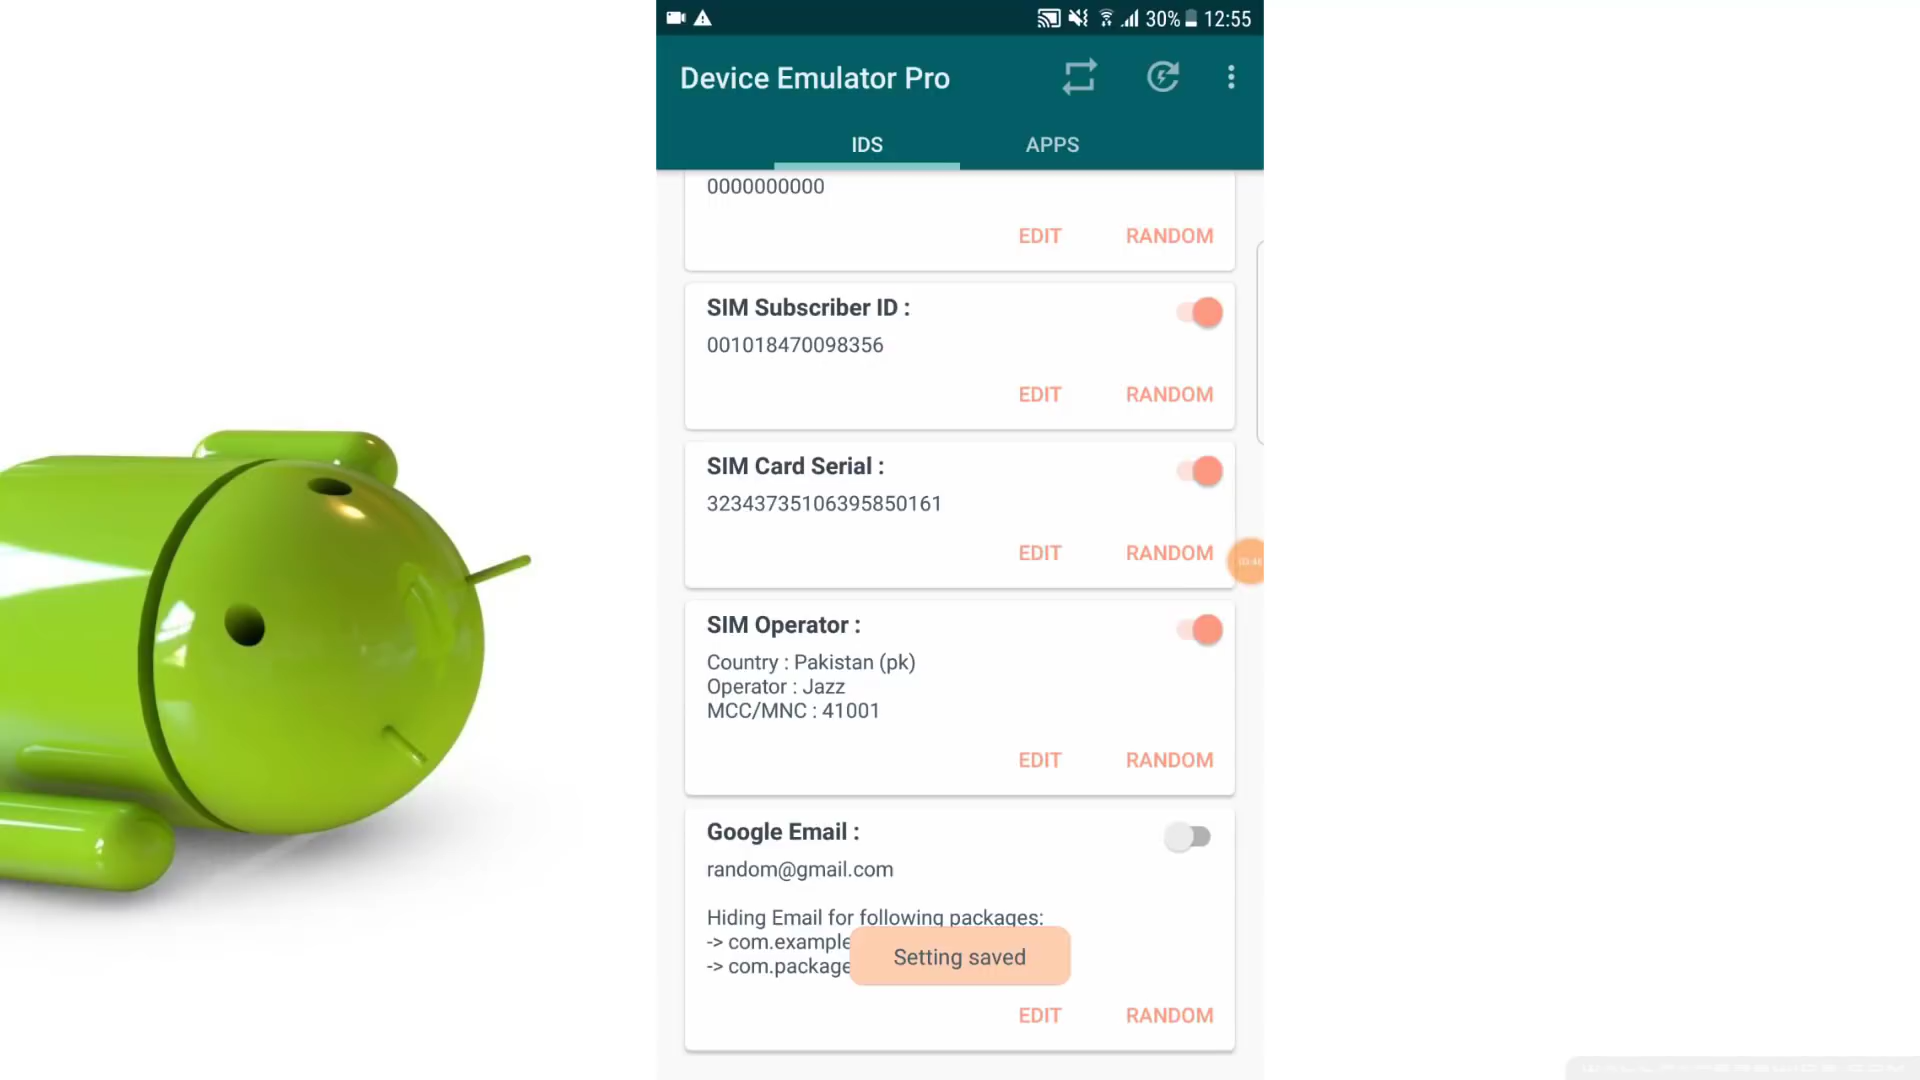 30% 12:55
Device Emulator Pro
IDS
APPS
0000000000
EDIT
RANDOM
SIM Subscriber ID :
001018470098356
EDIT
RANDOM
SIM Card Serial :
32343735106395850161
EDIT
RANDOM
SIM Operator :
Country : Pakistan (pk)
Operator : Jazz
MCC/MNC : 41001
EDIT
RANDOM
Google Email :
random@gmail.com
Hiding Email for following packages:
-> com.example
-> com.package
Setting saved
EDIT
RANDOM